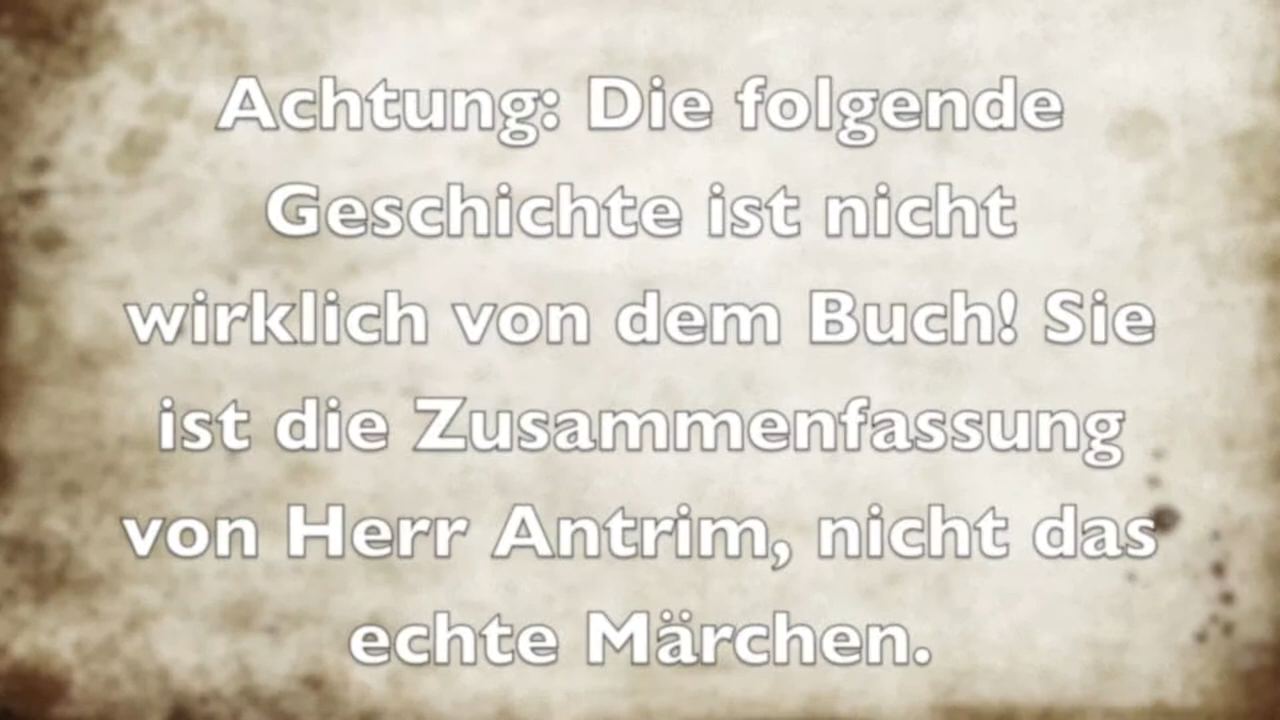 Achtung: Die folgende
Geschichte ist nicht
wirklich von dem Buch! Sie
ist die Zusammenfassung
von Herr Antrim, nicht das
echte Märchen.